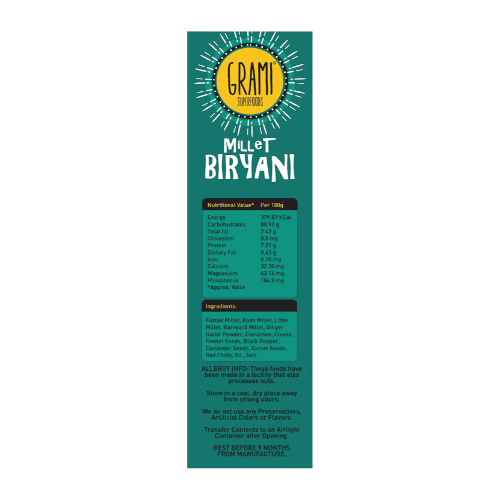 GRAMI
SUPERFOODS
MILLET
BIRYANI
Nutritional Value* Per 100g
Energy 379.87 KCal
Carbohydrates 80.92 g
Total fat 2.43 g
Cholestrol 0.0 mg
Protein 7.21 g
Dietary Fat 0.63 g
Iron 8.10 mg
Calcium 32.30 mg
Magnesium 63.16 mg
Phosphorus 186.8 mg
*Approx. Value
Ingredients:
Foxtail Millet, Kodo Millet, Little
Millet, Barnyard Millet, Ginger
Garlic Powder, Cinnamon, Cloves,
Fennel Seeds, Black Pepper,
Coriander Seeds, Cumin Seeds,
Red Chilly, Oil , Salt
ALLERGY INFO: These foods have
been made in a facility that also
processes nuts.
Store in a cool, dry place away
from strong odors.
We do not use any Preservatives,
Artificial Colors or Flavors.
Transfer Contents to an Airtight
Container after Opening.
BEST BEFORE 9 MONTHS
FROM MANUFACTURE.